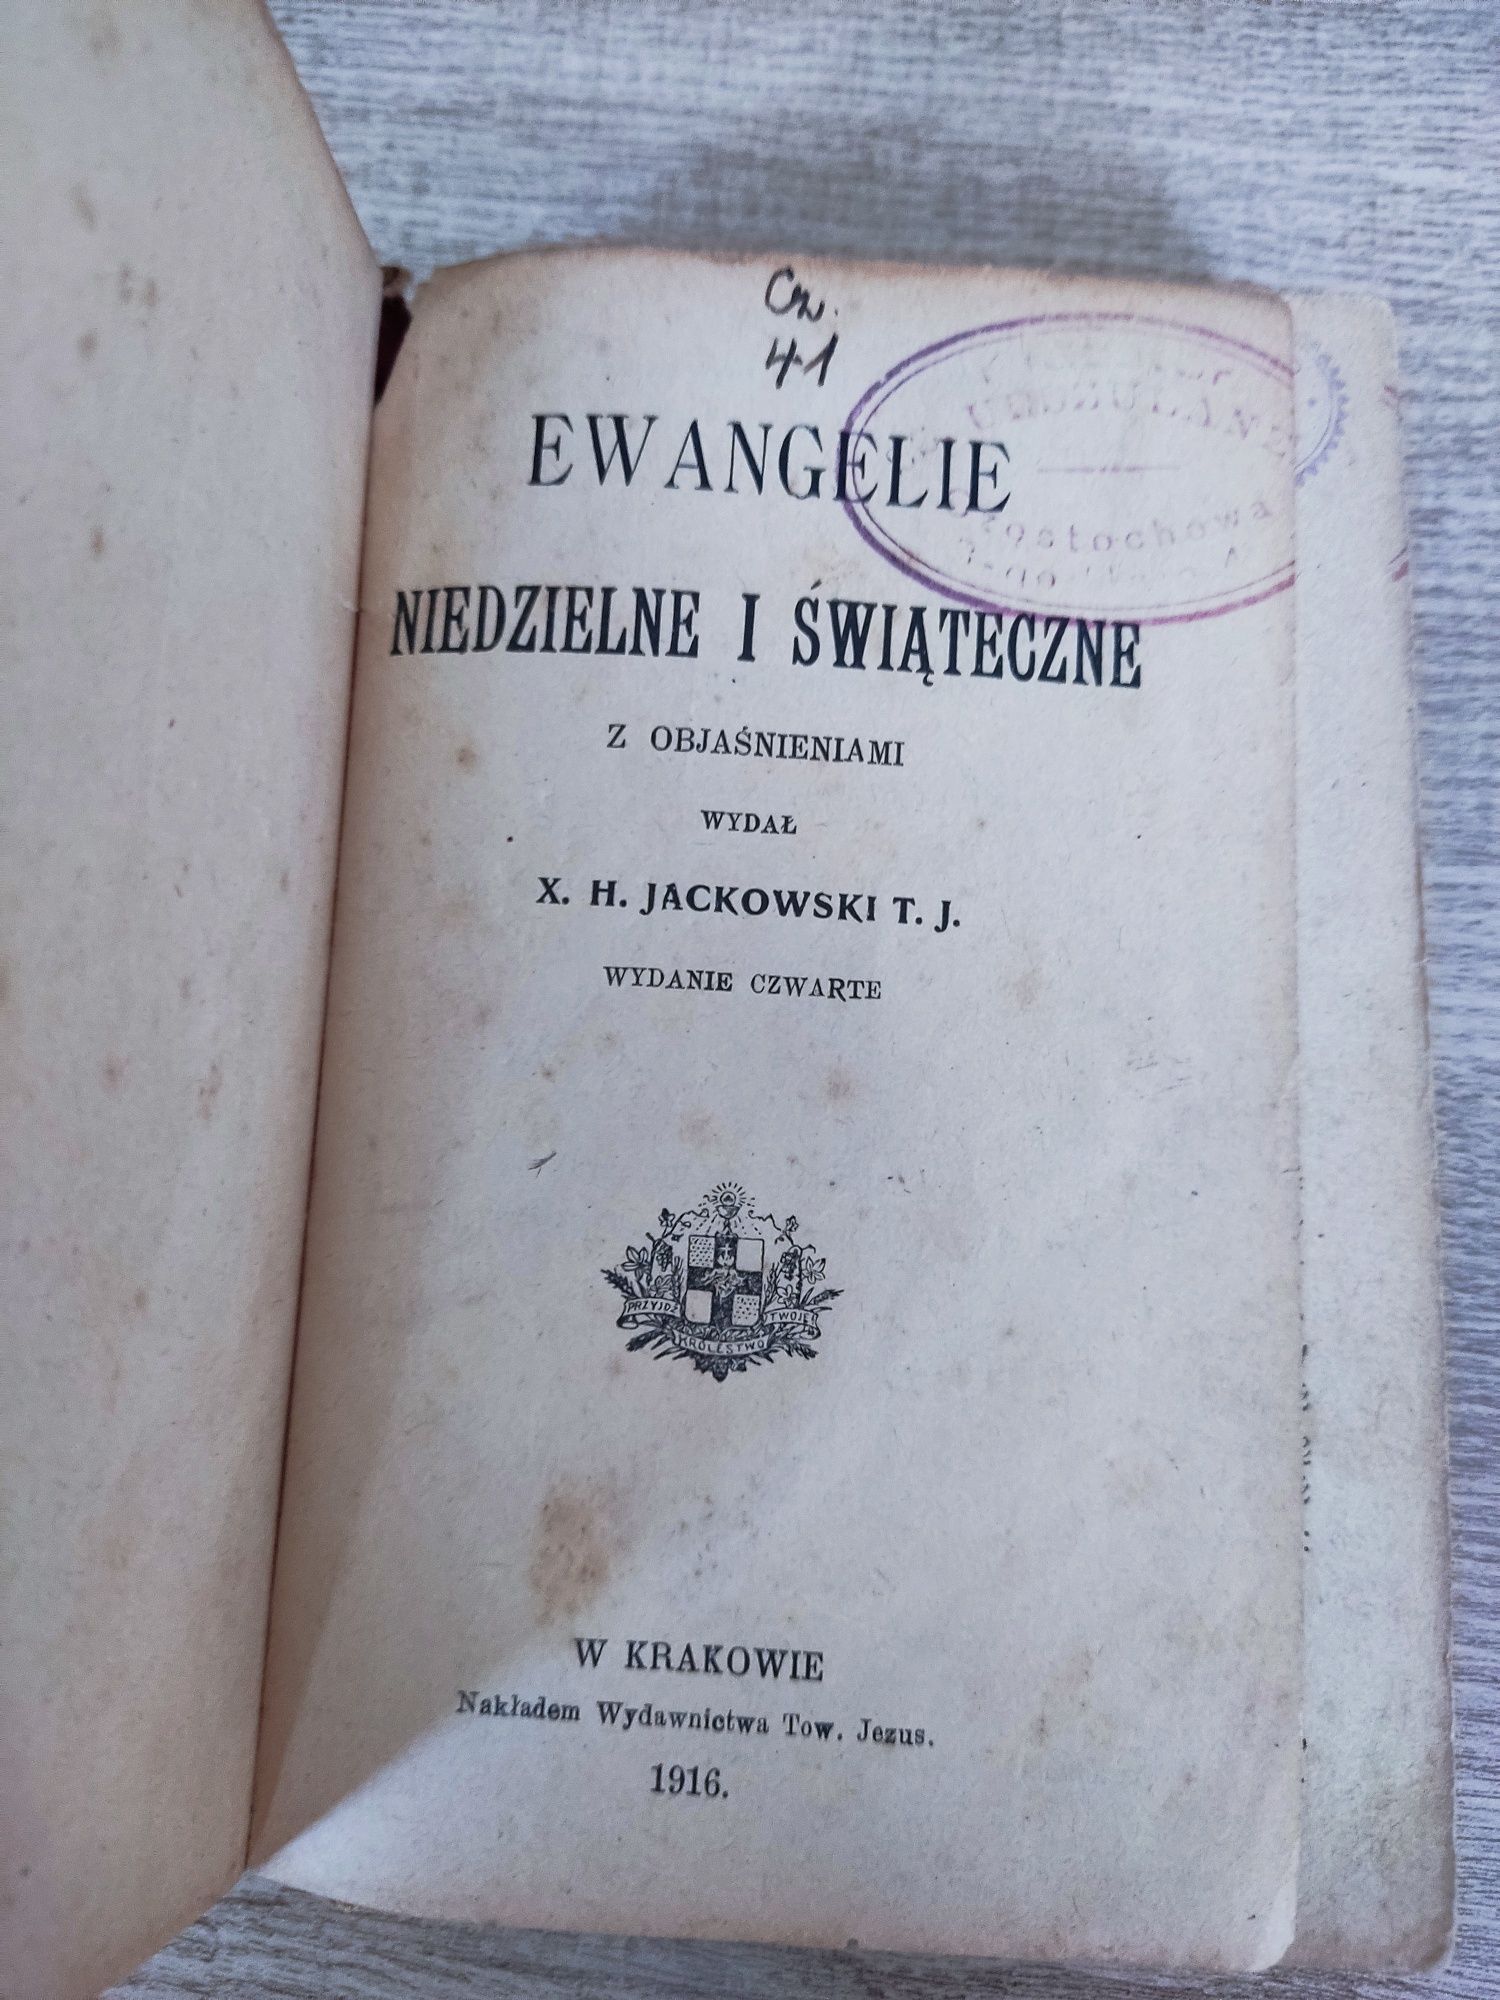 Cz.
41
EWANGELIE
NIEDZIELNE I ŚWIĄTECZNE
Z OBJAŚNIENIAMI
WYDAŁ
X. H. JACKOWSKI T. J.
WYDANIE CZWARTE
PRZYJDŹ
KRÓLESTWO
TWOJE!
W KRAKOWIE
Nakładem Wydawnictwa Tow. Jezus.
1916.